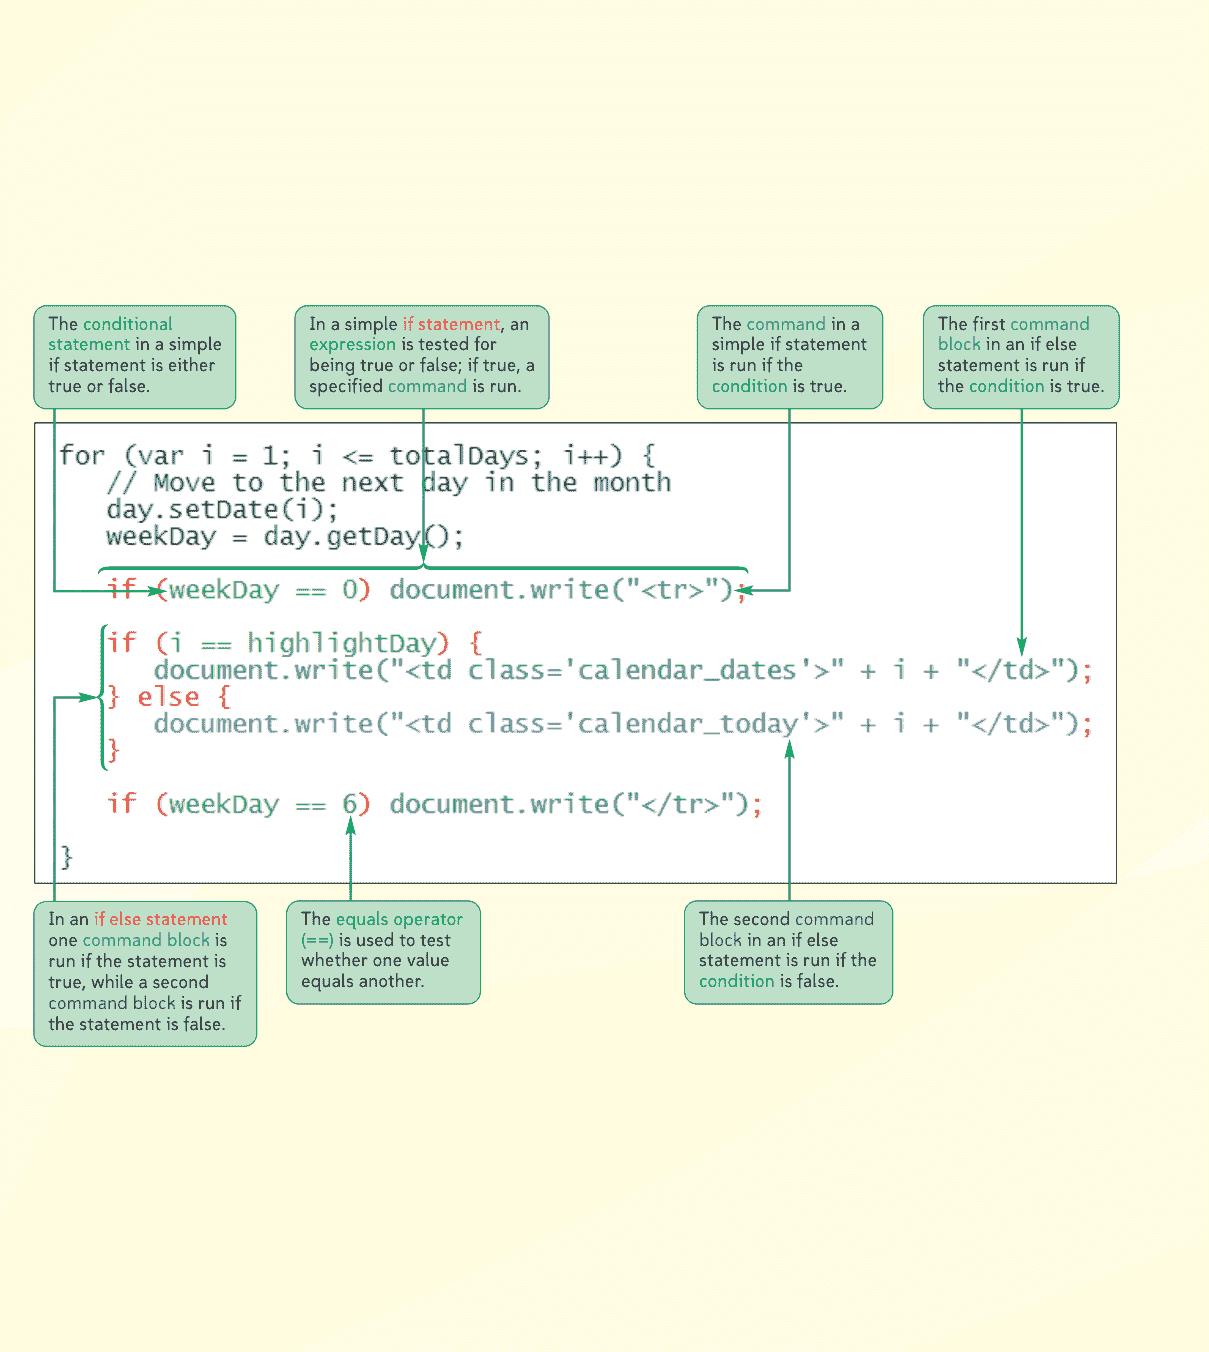 The conditional
statement in a simple
if statement is either
true or false.
In a simple if statement, an
expression is tested for
being true or false; if true, a
specified command is run.
The command in a
simple if statement
is run if the
condition is true.
The first command
block in an if else
statement is run if
the condition is true.
for (var i = 1; i <= totalDays; i++) {
// Move to the next day in the month
day.setDate(i);
weekDay = day.getDay();
if (weekDay == 0) document.write("<tr>");
if (i == highlightDay) {
document.write("<td class='calendar_dates'>" + i + "</td>");
} else {
document.write("<td class='calendar_today'>" + i + "</td>");
}
if (weekDay == 6) document.write("</tr>");
}
In an if else statement
one command block is
run if the statement is
true, while a second
command block is run if
the statement is false.
The equals operator
(==) is used to test
whether one value
equals another.
The second command
block in an if else
statement is run if the
condition is false.